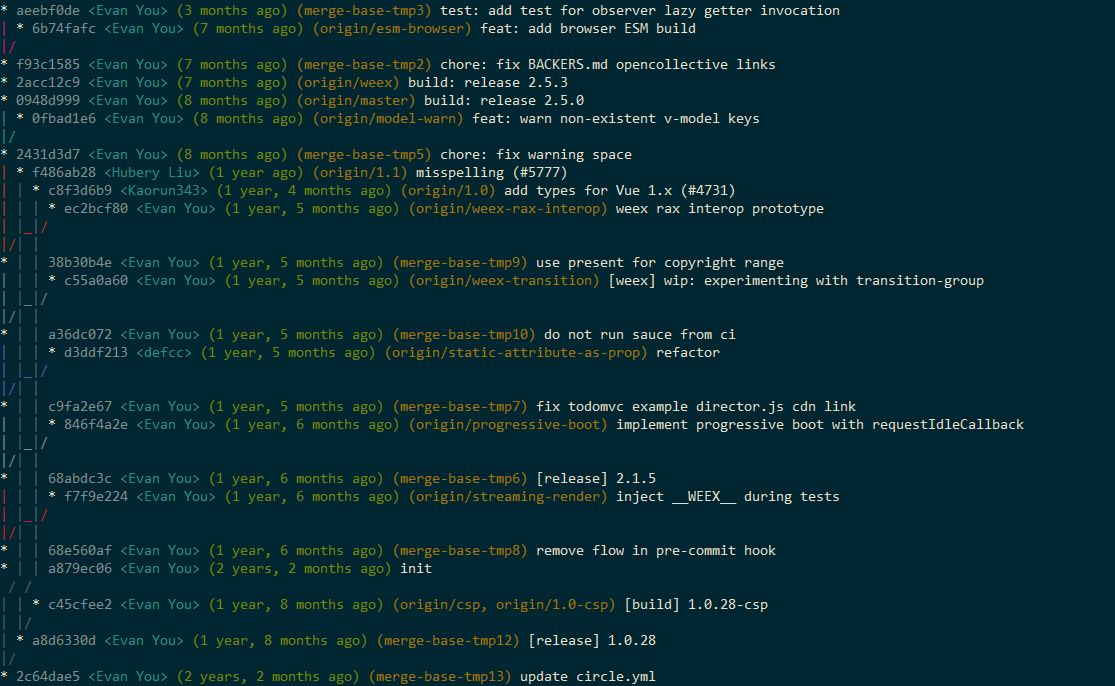 * aeebf0de <Evan You> (3 months ago) (merge-base-tmp3) test: add test for observer lazy getter invocation
| * 6b74fafc <Evan You> (7 months ago) (origin/esm-browser) feat: add browser ESM build
|/
* f93c1585 <Evan You> (7 months ago) (merge-base-tmp2) chore: fix BACKERS.md opencollective links
* 2acc12c9 <Evan You> (7 months ago) (origin/weex) build: release 2.5.3
* 0948d999 <Evan You> (8 months ago) (origin/master) build: release 2.5.0
| * 0fbad1e6 <Evan You> (8 months ago) (origin/model-warn) feat: warn non-existent v-model keys
|/
* 2431d3d7 <Evan You> (8 months ago) (merge-base-tmp5) chore: fix warning space
| * f486ab28 <Hubery Liu> (1 year ago) (origin/1.1) misspelling (#5777)
| | * c8f3d6b9 <Kaorun343> (1 year, 4 months ago) (origin/1.0) add types for Vue 1.x (#4731)
| | | * ec2bcf80 <Evan You> (1 year, 5 months ago) (origin/weex-rax-interop) weex rax interop prototype
| |_|/
|/| |
* | | 38b30b4e <Evan You> (1 year, 5 months ago) (merge-base-tmp9) use present for copyright range
| | | * c55a0a60 <Evan You> (1 year, 5 months ago) (origin/weex-transition) [weex] wip: experimenting with transition-group
| |_|/
|/| |
* | | a36dc072 <Evan You> (1 year, 5 months ago) (merge-base-tmp10) do not run sauce from ci
| | | * d3ddf213 <defcc> (1 year, 5 months ago) (origin/static-attribute-as-prop) refactor
| |_|/
|/| |
* | | c9fa2e67 <Evan You> (1 year, 5 months ago) (merge-base-tmp7) fix todomvc example director.js cdn link
| | | * 846f4a2e <Evan You> (1 year, 6 months ago) (origin/progressive-boot) implement progressive boot with requestIdleCallback
| |_|/
|/| |
* | | 68abdc3c <Evan You> (1 year, 6 months ago) (merge-base-tmp6) [release] 2.1.5
| | | * f7f9e224 <Evan You> (1 year, 6 months ago) (origin/streaming-render) inject __WEEX__ during tests
| |_|/
|/| |
* | | 68e560af <Evan You> (1 year, 6 months ago) (merge-base-tmp8) remove flow in pre-commit hook
* | | a879ec06 <Evan You> (2 years, 2 months ago) init
 / /
| | * c45cfee2 <Evan You> (1 year, 8 months ago) (origin/csp, origin/1.0-csp) [build] 1.0.28-csp
| |/
| * a8d6330d <Evan You> (1 year, 8 months ago) (merge-base-tmp12) [release] 1.0.28
|/
* 2c64dae5 <Evan You> (2 years, 2 months ago) (merge-base-tmp13) update circle.yml